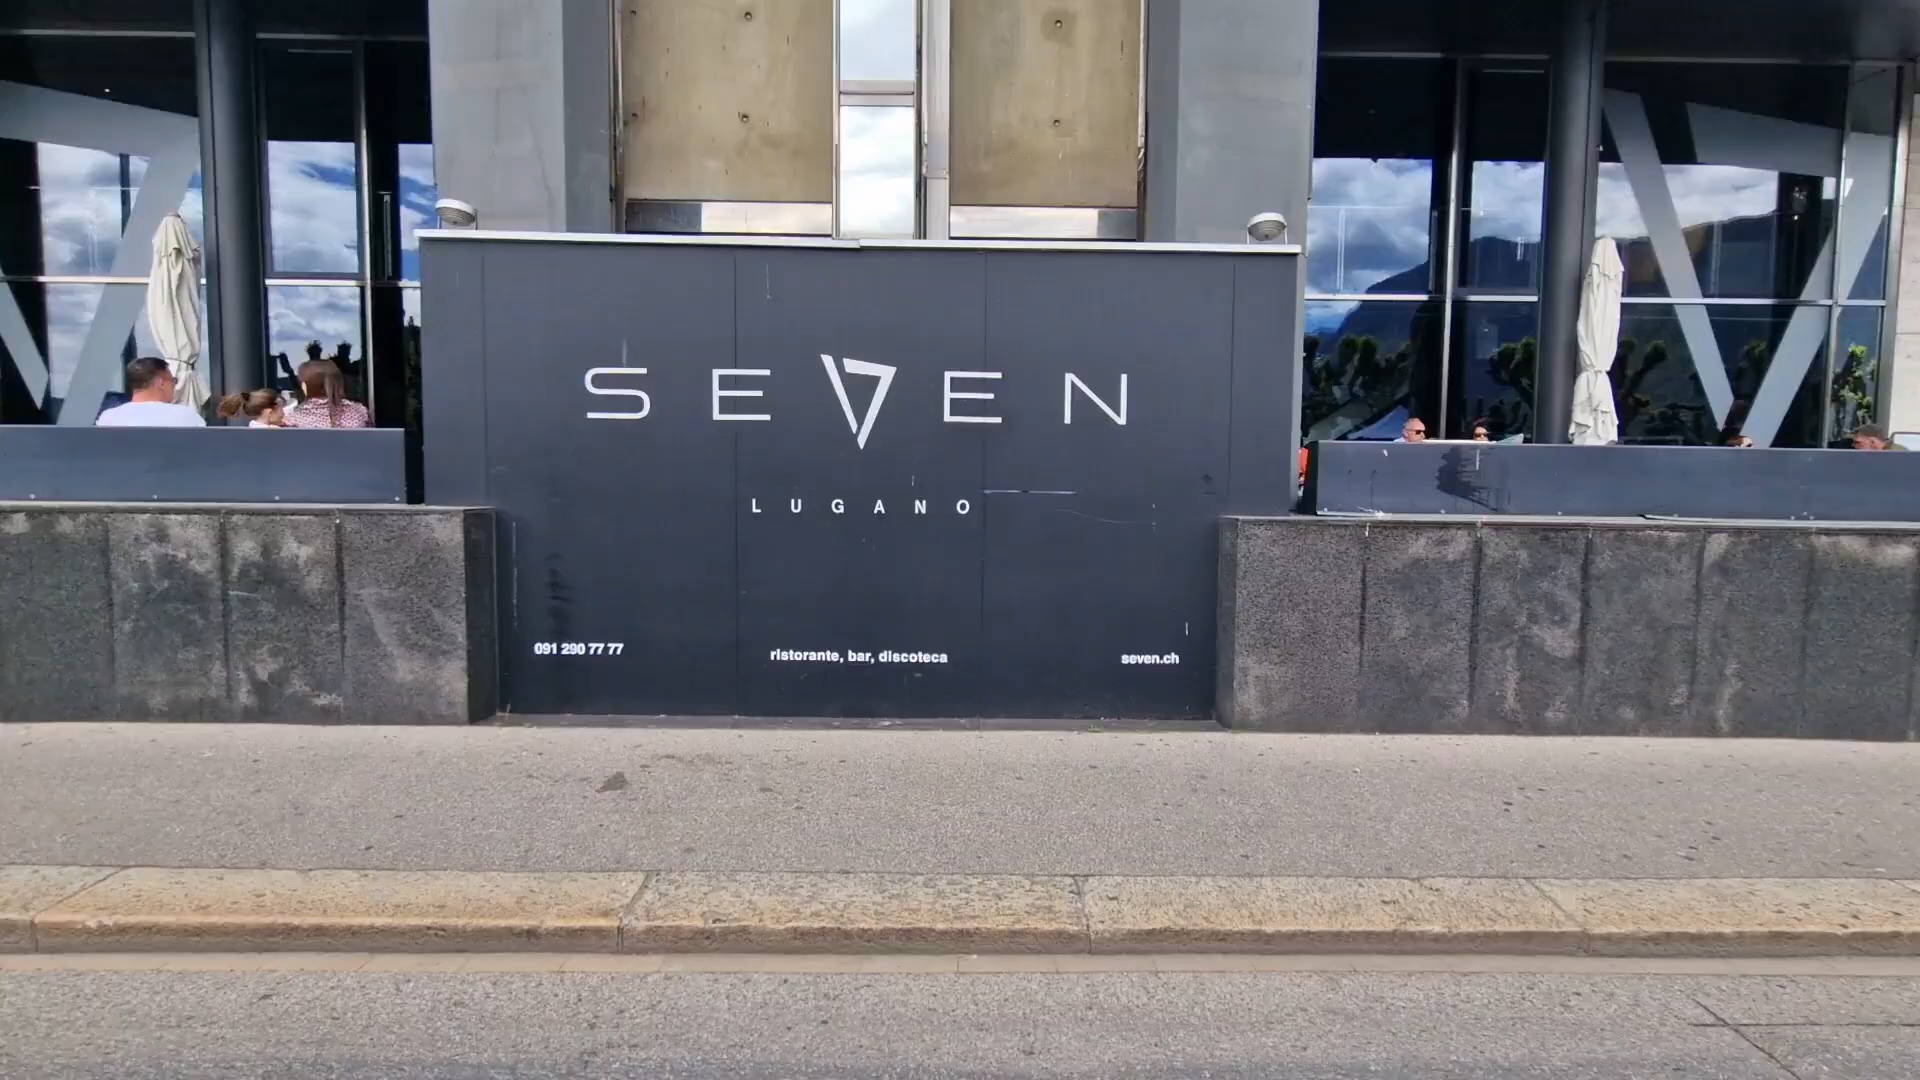 SEVEN
LUGANO
091 290 77 77
ristorante, bar, discoteca
seven.ch